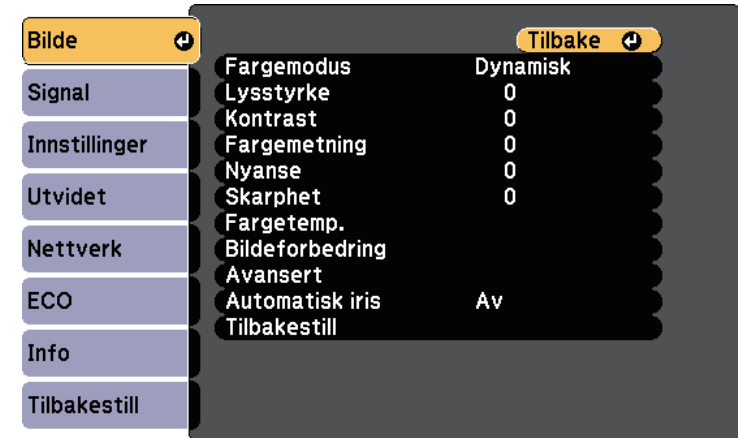 Bilde
Signal
Innstillinger
Utvidet
Nettverk
ECO
Info
Tilbakestill
Tilbake
Fargemodus Dynamisk
Lysstyrke 0
Kontrast 0
Fargemetning 0
Nyanse 0
Skarphet 0
Fargetemp.
Bildeforbedring
Avansert
Automatisk iris Av
Tilbakestill